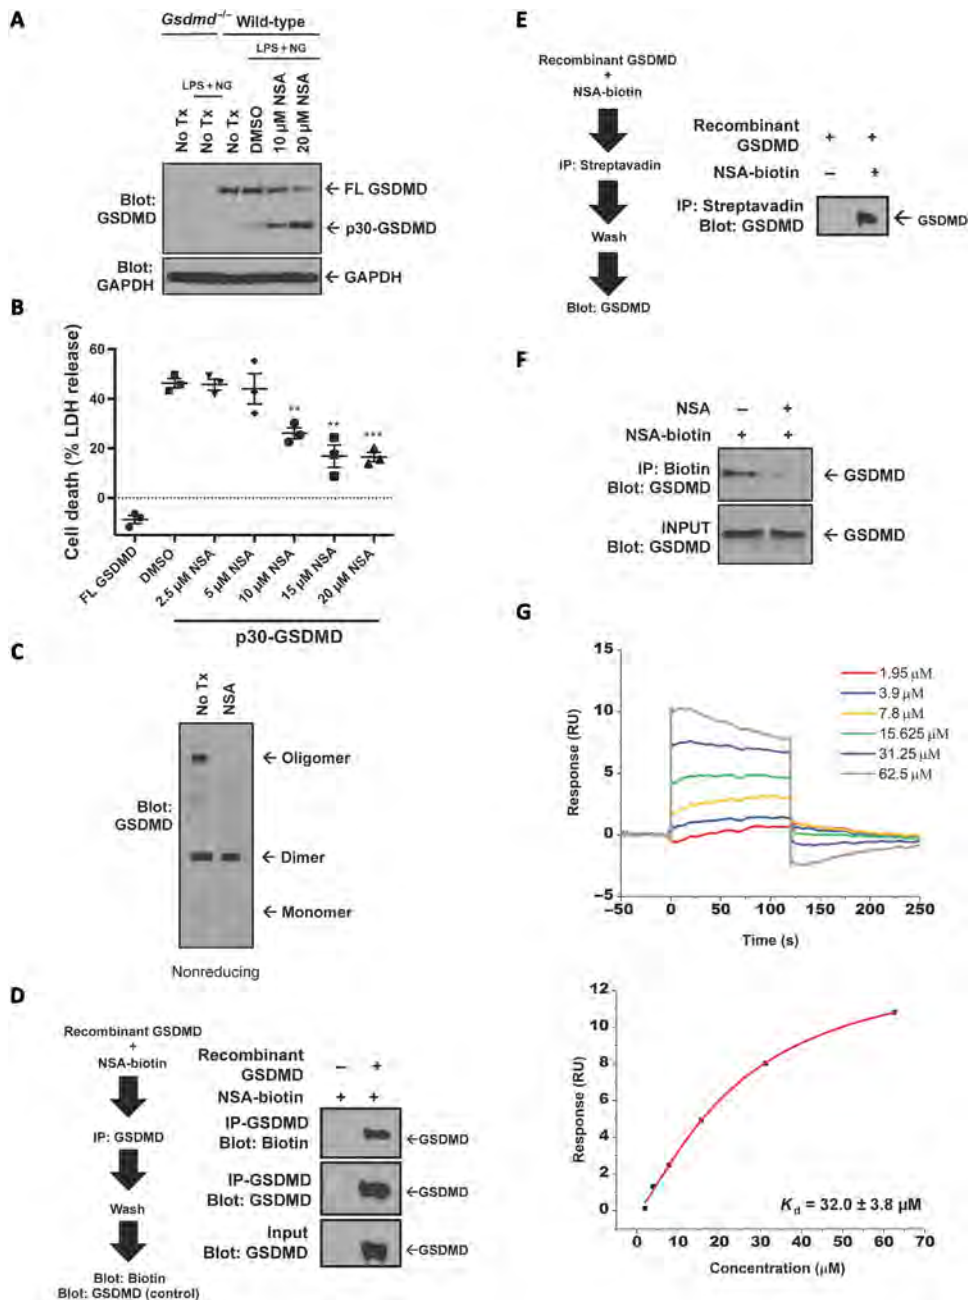 A
Gsdmd−/− Wild-type
LPS + NG
LPS + NG
No Tx
No Tx
No Tx
DMSO
10 µM NSA
20 µM NSA
Blot:
GSDMD
← FL GSDMD
← p30-GSDMD
Blot:
GAPDH
← GAPDH
B
Cell death (% LDH release)
60
40
20
0
**
**
***
FL GSDMD
DMSO
2.5 µM NSA
5 µM NSA
10 µM NSA
15 µM NSA
20 µM NSA
p30-GSDMD
C
No Tx
NSA
Blot:
GSDMD
← Oligomer
← Dimer
← Monomer
Nonreducing
D
Recombinant GSDMD
+
NSA-biotin
IP: GSDMD
Wash
Blot: Biotin
Blot: GSDMD (control)
Recombinant
GSDMD
− +
NSA-biotin + +
IP-GSDMD
Blot: Biotin
←GSDMD
IP-GSDMD
Blot: GSDMD
←GSDMD
Input
Blot: GSDMD
←GSDMD
E
Recombinant GSDMD
+
NSA-biotin
IP: Streptavadin
Wash
Blot: GSDMD
Recombinant
GSDMD
+ +
NSA-biotin − +
IP: Streptavadin
Blot: GSDMD
← GSDMD
F
NSA − +
NSA-biotin + +
IP: Biotin
Blot: GSDMD
← GSDMD
INPUT
Blot: GSDMD
← GSDMD
G
Response (RU)
15
10
5
0
−5
−50 0 50 100 150 200 250
Time (s)
1.95 µM
3.9 µM
7.8 µM
15.625 µM
31.25 µM
62.5 µM
Response (RU)
12
10
8
6
4
2
0
0 10 20 30 40 50 60 70
Concentration (µM)
Kd = 32.0 ± 3.8 µM